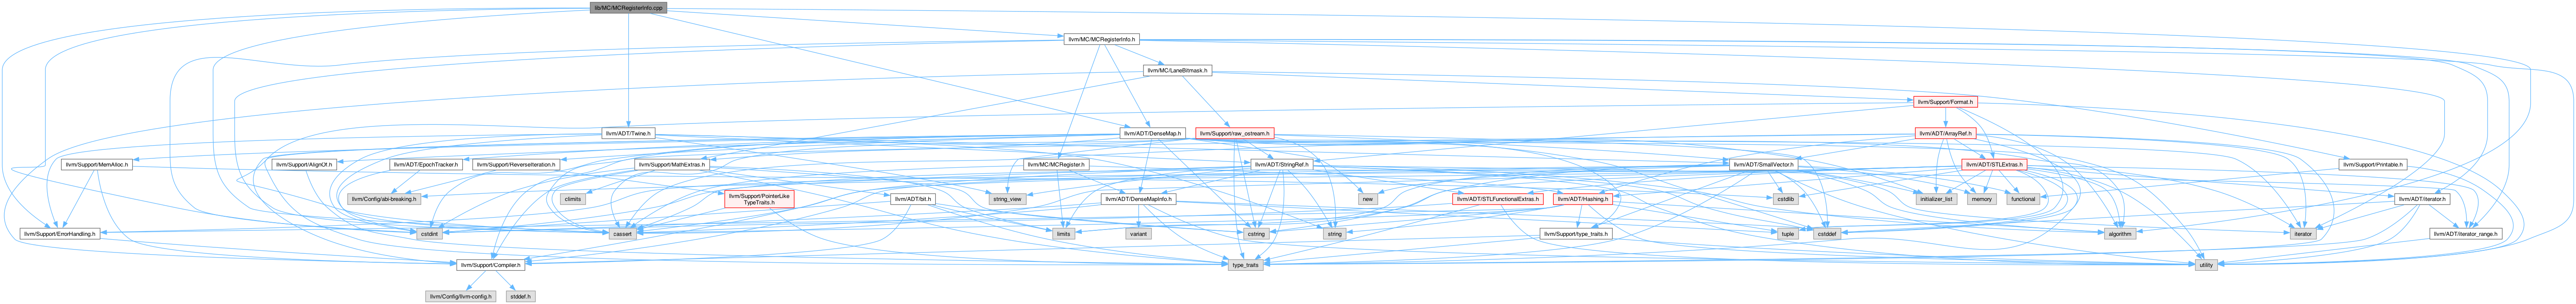 lib/MC/MCRegisterInfo.cpp
llvm/MC/MCRegisterInfo.h
llvm/MC/LaneBitmask.h
llvm/Support/Format.h
llvm/ADT/Twine.h
llvm/ADT/DenseMap.h
llvm/Support/raw_ostream.h
llvm/ADT/ArrayRef.h
llvm/Support/MemAlloc.h
llvm/Support/AlignOf.h
llvm/ADT/EpochTracker.h
llvm/Support/ReverseIteration.h
llvm/Support/MathExtras.h
llvm/MC/MCRegister.h
llvm/ADT/StringRef.h
llvm/ADT/SmallVector.h
llvm/ADT/STLExtras.h
llvm/Support/Printable.h
llvm/Config/abi-breaking.h
climits
llvm/Support/PointerLike
TypeTraits.h
llvm/ADT/bit.h
string_view
llvm/ADT/DenseMapInfo.h
new
llvm/ADT/STLFunctionalExtras.h
llvm/ADT/Hashing.h
cstdlib
initializer_list
memory
functional
llvm/ADT/iterator.h
llvm/Support/ErrorHandling.h
cstdint
cassert
limits
variant
cstring
string
llvm/Support/type_traits.h
tuple
cstddef
algorithm
iterator
llvm/ADT/iterator_range.h
llvm/Support/Compiler.h
type_traits
utility
llvm/Config/llvm-config.h
stddef.h